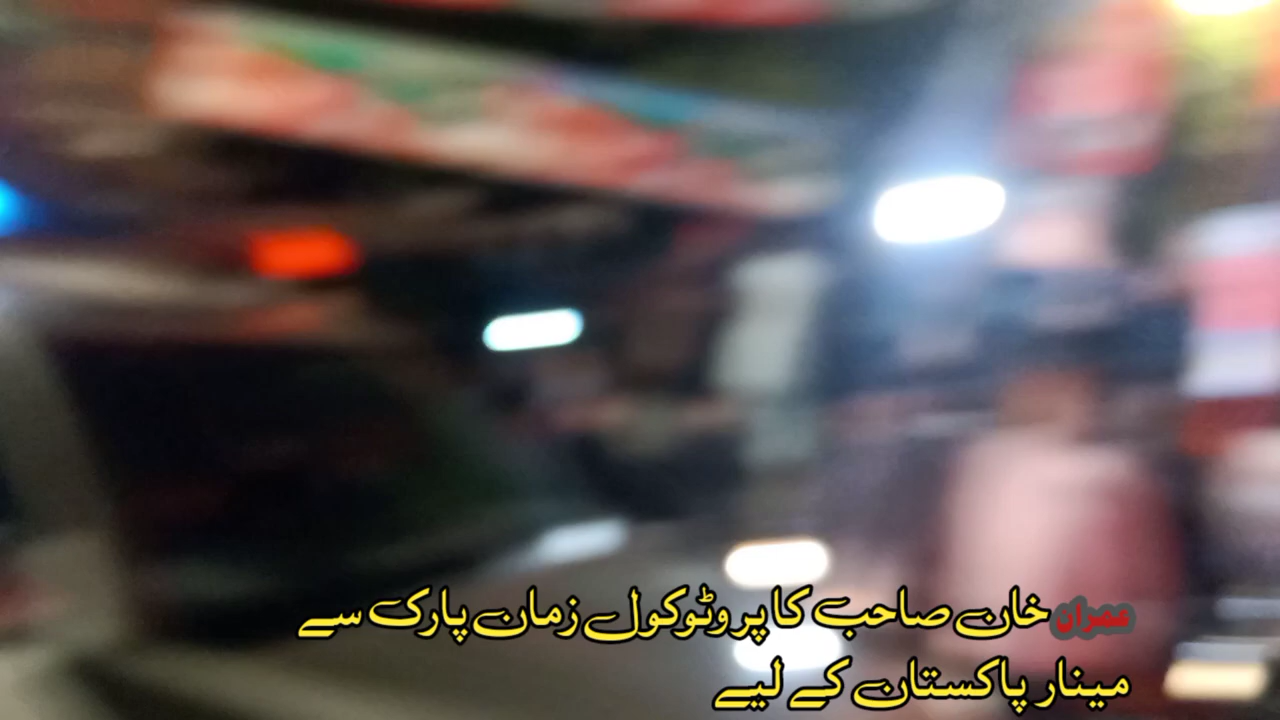 عمران خان صاحب کا پروٹوکول زمان پارک سے
مینار پاکستان کے لیے